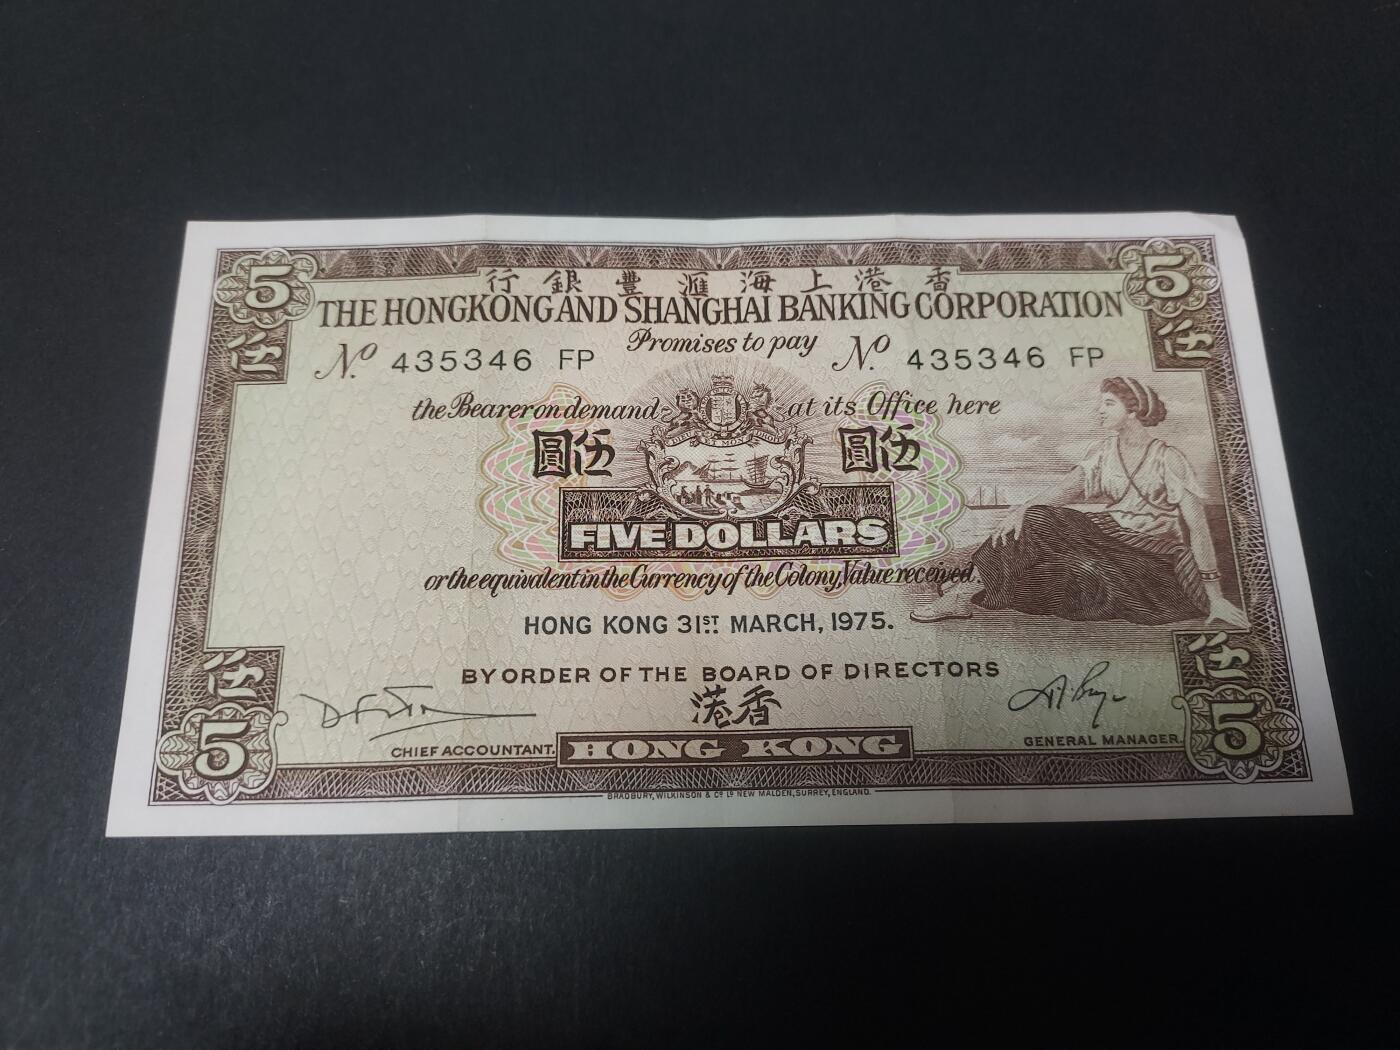 5 行銀豐滙海上港香 5
伍 THE HONGKONG AND SHANGHAI BANKING CORPORATION 伍
Promises to pay
No. 435346 FP No. 435346 FP
the Bearer on demand at its Office here
DIEU ET MON DROIT
圓伍 圓伍
FIVE DOLLARS
or the equivalent in the Currency of the Colony, Value received.
HONG KONG 31ST MARCH, 1975.
BY ORDER OF THE BOARD OF DIRECTORS
伍 港香 伍
5 CHIEF ACCOUNTANT. HONG KONG GENERAL MANAGER. 5
BRADBURY, WILKINSON & Co. Ld. NEW MALDEN, SURREY, ENGLAND.